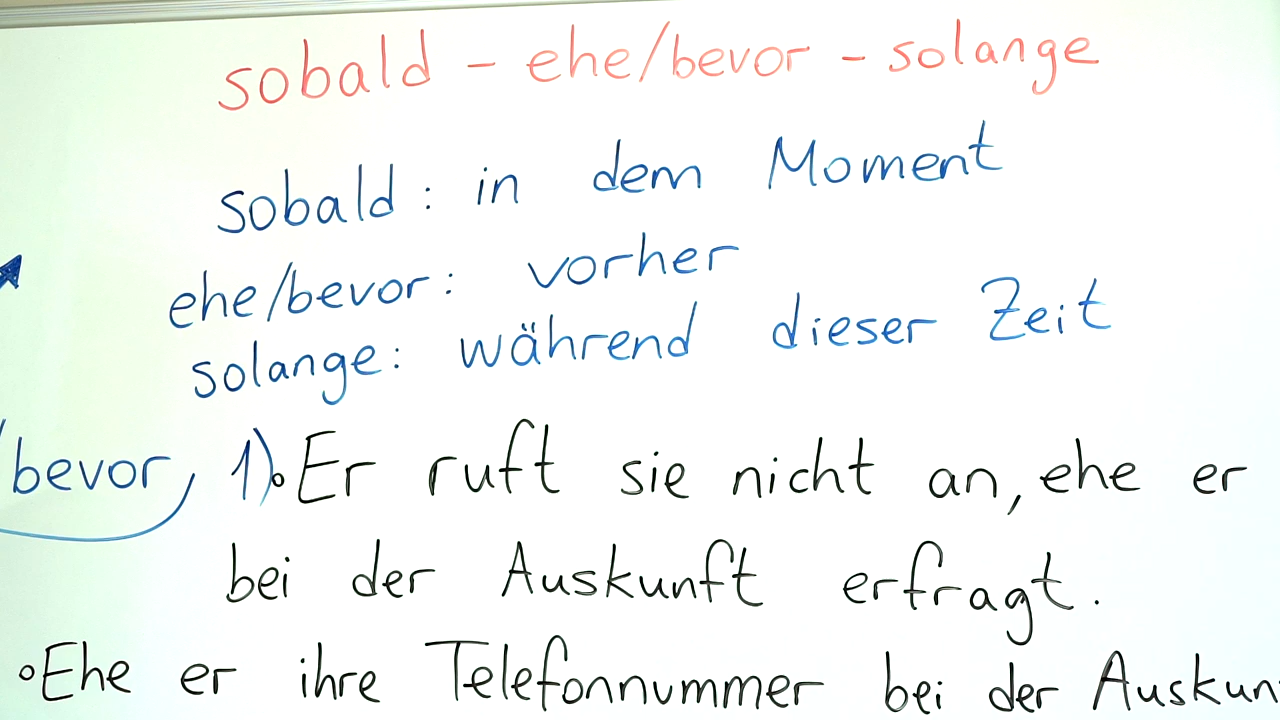 sobald - ehe/bevor - solange
sobald: in dem Moment
ehe/bevor: vorher
solange: während dieser Zeit
/bevor 1) Er ruft sie nicht an, ehe er
bei der Auskunft erfragt.
Ehe er ihre Telefonnummer bei der Auskun